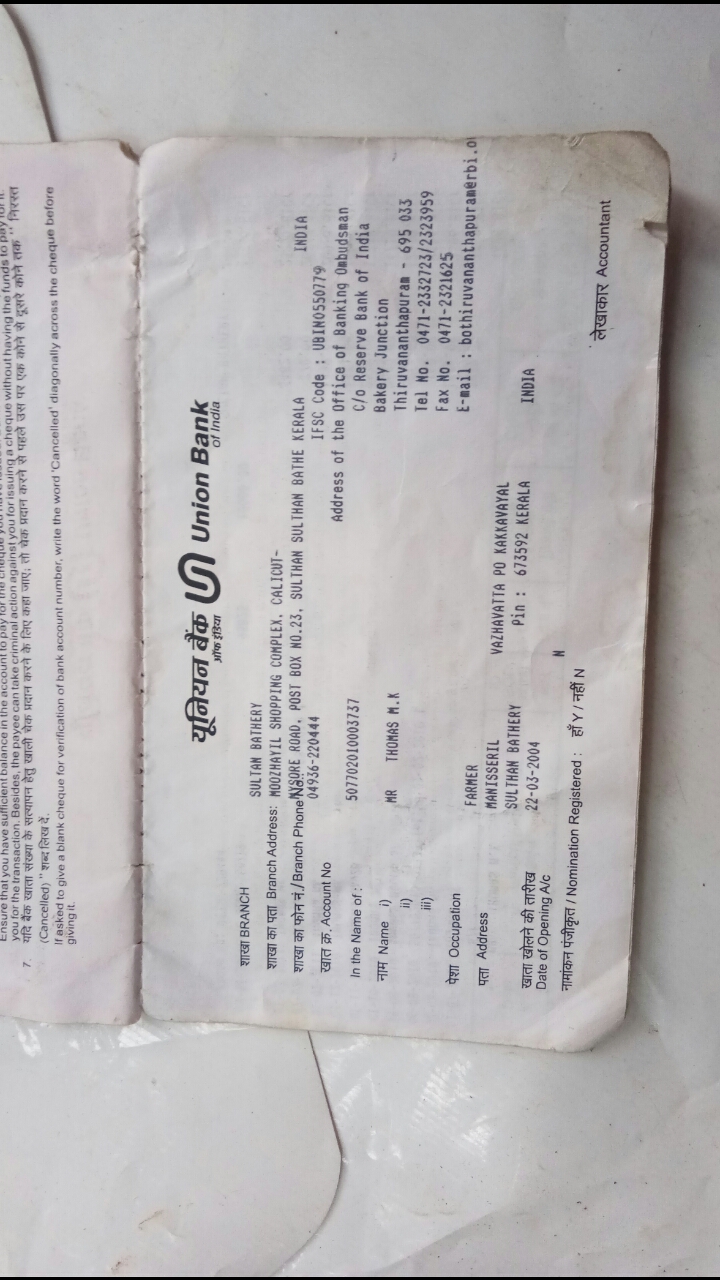 Ensure that you have sufficient balance in the account to pay for the cheque you have issued
you for the transaction. Besides, the payee can take criminal action against you for issuing a cheque without having the funds to pay for it.
7. यदि बैंक खाता संख्या के सत्यापन हेतु खाली चेक प्रदान करने के लिए कहा जाए; तो चेक प्रदान करने से पहले उस पर एक कोने से दूसरे कोने तक " निरस्त
(Cancelled) " शब्द लिख दें.
If asked to give a blank cheque for verification of bank account number, write the word 'Cancelled' diagonally across the cheque before
giving it.
यूनियन बैंक Union Bank
ऑफ इंडिया Of India
शाखा BRANCH SULTAN BATHERY
शाखा का पता Branch Address: MOOZHAYIL SHOPPING COMPLEX, CALICUT-
MYSORE ROAD, POST BOX NO.23, SULTHAN SULTHAN BATHE KERALA INDIA
शाखा का फोन नं./Branch Phone No.: 04936-220444 IFSC Code : UBIN0550779
Address of the Office of Banking Ombudsman
खात क्र. Account No 507702010003737 C/o Reserve Bank of India
Bakery Junction
In the Name of : Thiruvananthapuram - 695 033
नाम Name i) MR THOMAS M.K Tel No. 0471-2332723/2323959
ii) Fax No. 0471-2321625
iii) E-mail : bothiruvananthapuram@rbi.o
पेशा Occupation FARMER
पता Address MANISSERIL VAZHAVATTA PO KAKKAVAYAL
SULTHAN BATHERY Pin : 673592 KERALA INDIA
खाता खोलने की तारीख 22-03-2004
Date of Opening A/c
नामांकन पंजीकृत / Nomination Registered : हाँ Y / नहीं N N
लेखाकार Accountant